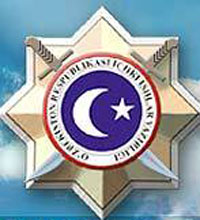 O'ZBEKISTON RESPUBLIKASI ICHKI ISHLAR VAZIRLIGI